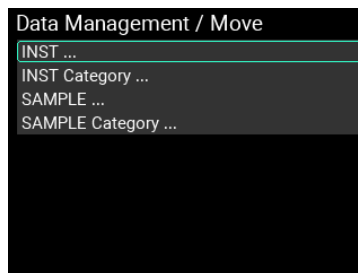 Data Management / Move
INST ...
INST Category ...
SAMPLE ...
SAMPLE Category ...